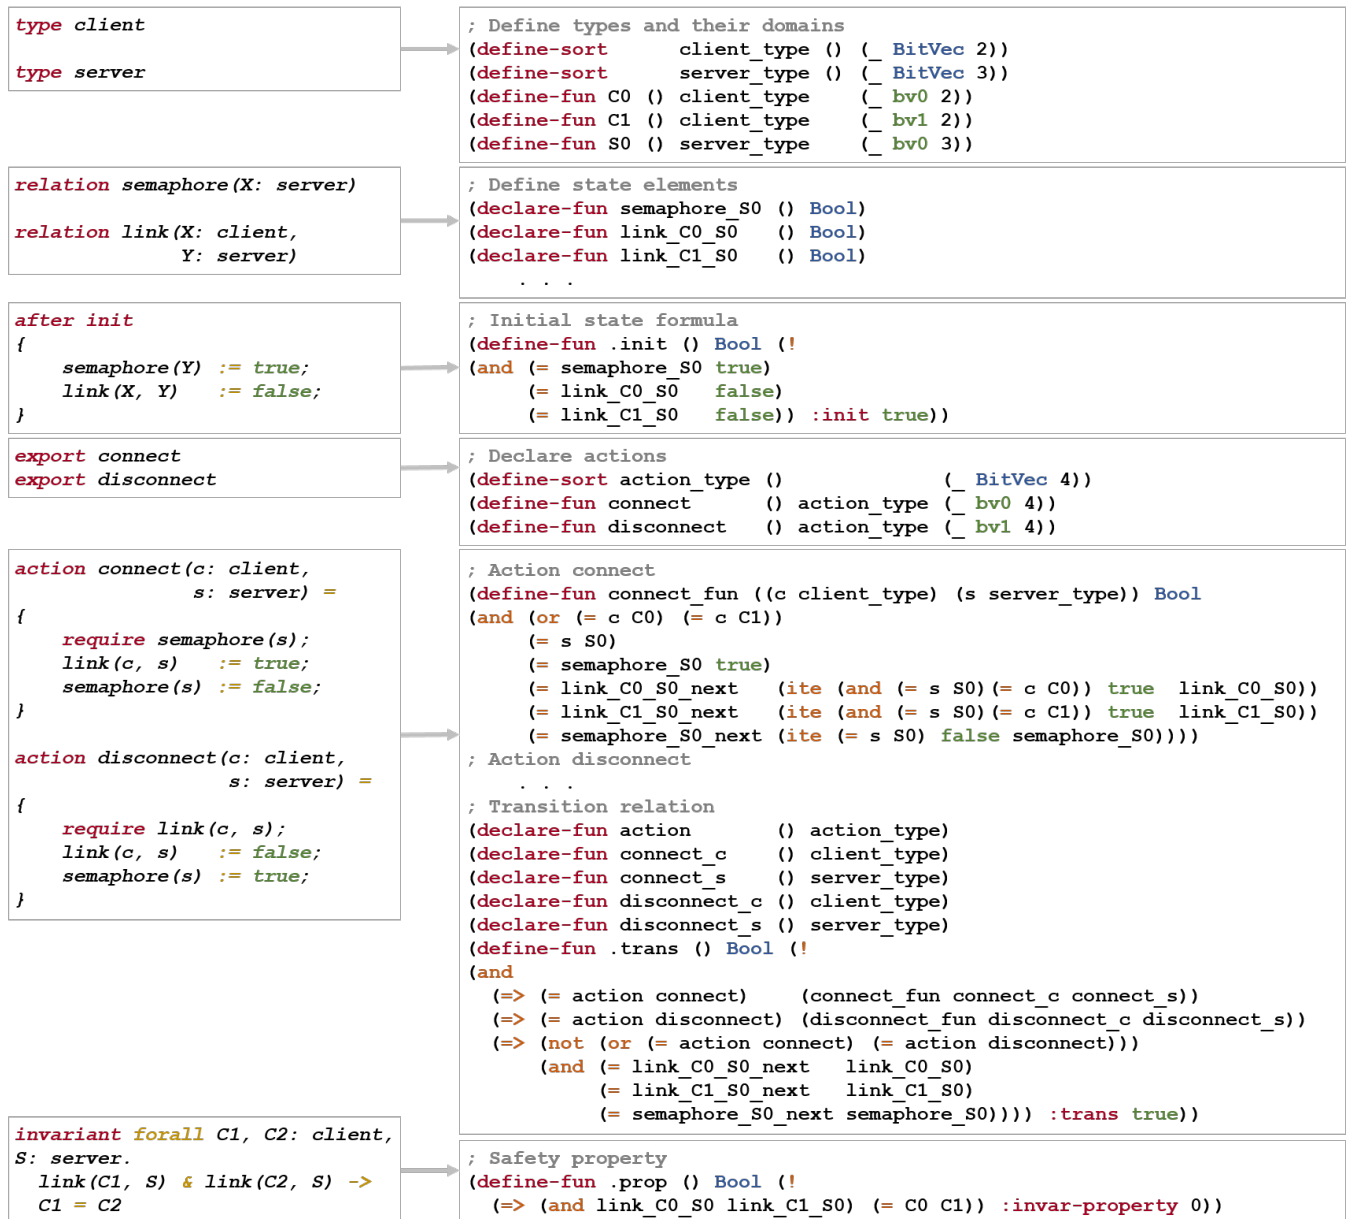 type client
type server
; Define types and their domains
(define-sort      client_type () (_ BitVec 2))
(define-sort      server_type () (_ BitVec 3))
(define-fun C0 () client_type    (_ bv0 2))
(define-fun C1 () client_type    (_ bv1 2))
(define-fun S0 () server_type    (_ bv0 3))
relation semaphore(X: server)
relation link(X: client,
              Y: server)
; Define state elements
(declare-fun semaphore_S0 () Bool)
(declare-fun link_C0_S0   () Bool)
(declare-fun link_C1_S0   () Bool)
. . .
after init
{
    semaphore(Y) := true;
    link(X, Y)   := false;
}
; Initial state formula
(define-fun .init () Bool (!
(and (= semaphore_S0 true)
     (= link_C0_S0   false)
     (= link_C1_S0   false)) :init true))
export connect
export disconnect
; Declare actions
(define-sort action_type ()             (_ BitVec 4))
(define-fun connect      () action_type (_ bv0 4))
(define-fun disconnect   () action_type (_ bv1 4))
action connect(c: client,
               s: server) =
{
    require semaphore(s);
    link(c, s)   := true;
    semaphore(s) := false;
}
action disconnect(c: client,
                  s: server) =
{
    require link(c, s);
    link(c, s)   := false;
    semaphore(s) := true;
}
; Action connect
(define-fun connect_fun ((c client_type) (s server_type)) Bool
(and (or (= c C0) (= c C1))
     (= s S0)
     (= semaphore_S0 true)
     (= link_C0_S0_next   (ite (and (= s S0)(= c C0)) true  link_C0_S0))
     (= link_C1_S0_next   (ite (and (= s S0)(= c C1)) true  link_C1_S0))
     (= semaphore_S0_next (ite (= s S0) false semaphore_S0))))
; Action disconnect
. . .
; Transition relation
(declare-fun action       () action_type)
(declare-fun connect_c    () client_type)
(declare-fun connect_s    () server_type)
(declare-fun disconnect_c () client_type)
(declare-fun disconnect_s () server_type)
(define-fun .trans () Bool (!
(and
  (=> (= action connect)    (connect_fun connect_c connect_s))
  (=> (= action disconnect) (disconnect_fun disconnect_c disconnect_s))
  (=> (not (or (= action connect) (= action disconnect)))
      (and (= link_C0_S0_next   link_C0_S0)
           (= link_C1_S0_next   link_C1_S0)
           (= semaphore_S0_next semaphore_S0)))) :trans true))
invariant forall C1, C2: client,
S: server.
  link(C1, S) & link(C2, S) ->
  C1 = C2
; Safety property
(define-fun .prop () Bool (!
  (=> (and link_C0_S0 link_C1_S0) (= C0 C1)) :invar-property 0))